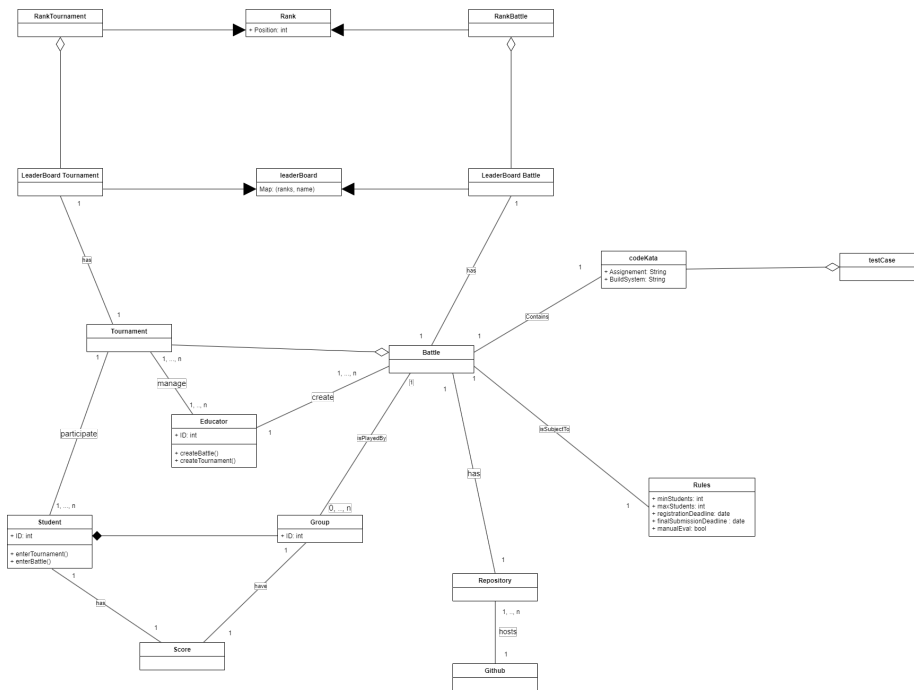 RankTournament
Rank
+ Position: int
RankBattle
LeaderBoard Tournament
leaderBoard
Map: (ranks, name)
LeaderBoard Battle
1
1
has
has
codeKata
+ Assignement: String
+ BuildSystem: String
testCase
1
Contains
1
1
1
Tournament
Battle
1
1, ..., n
manage
1, .., n
1, ..., n
create
1
1
1
1
Educator
+ ID: int
+ createBattle()
+ createTournament()
1
participate
isPlayedBy
isSubjectTo
has
1, ..., n
0, .., n
1
Rules
+ minStudents: int
+ maxStudents: int
+ registrationDeadline: date
+ finalSubmissionDeadline : date
+ manualEval: bool
Student
+ ID: int
+ enterTournament()
+ enterBattle()
Group
+ ID: int
1
1
has
have
1
1
1
Score
Repository
1, .., n
hosts
1
Github